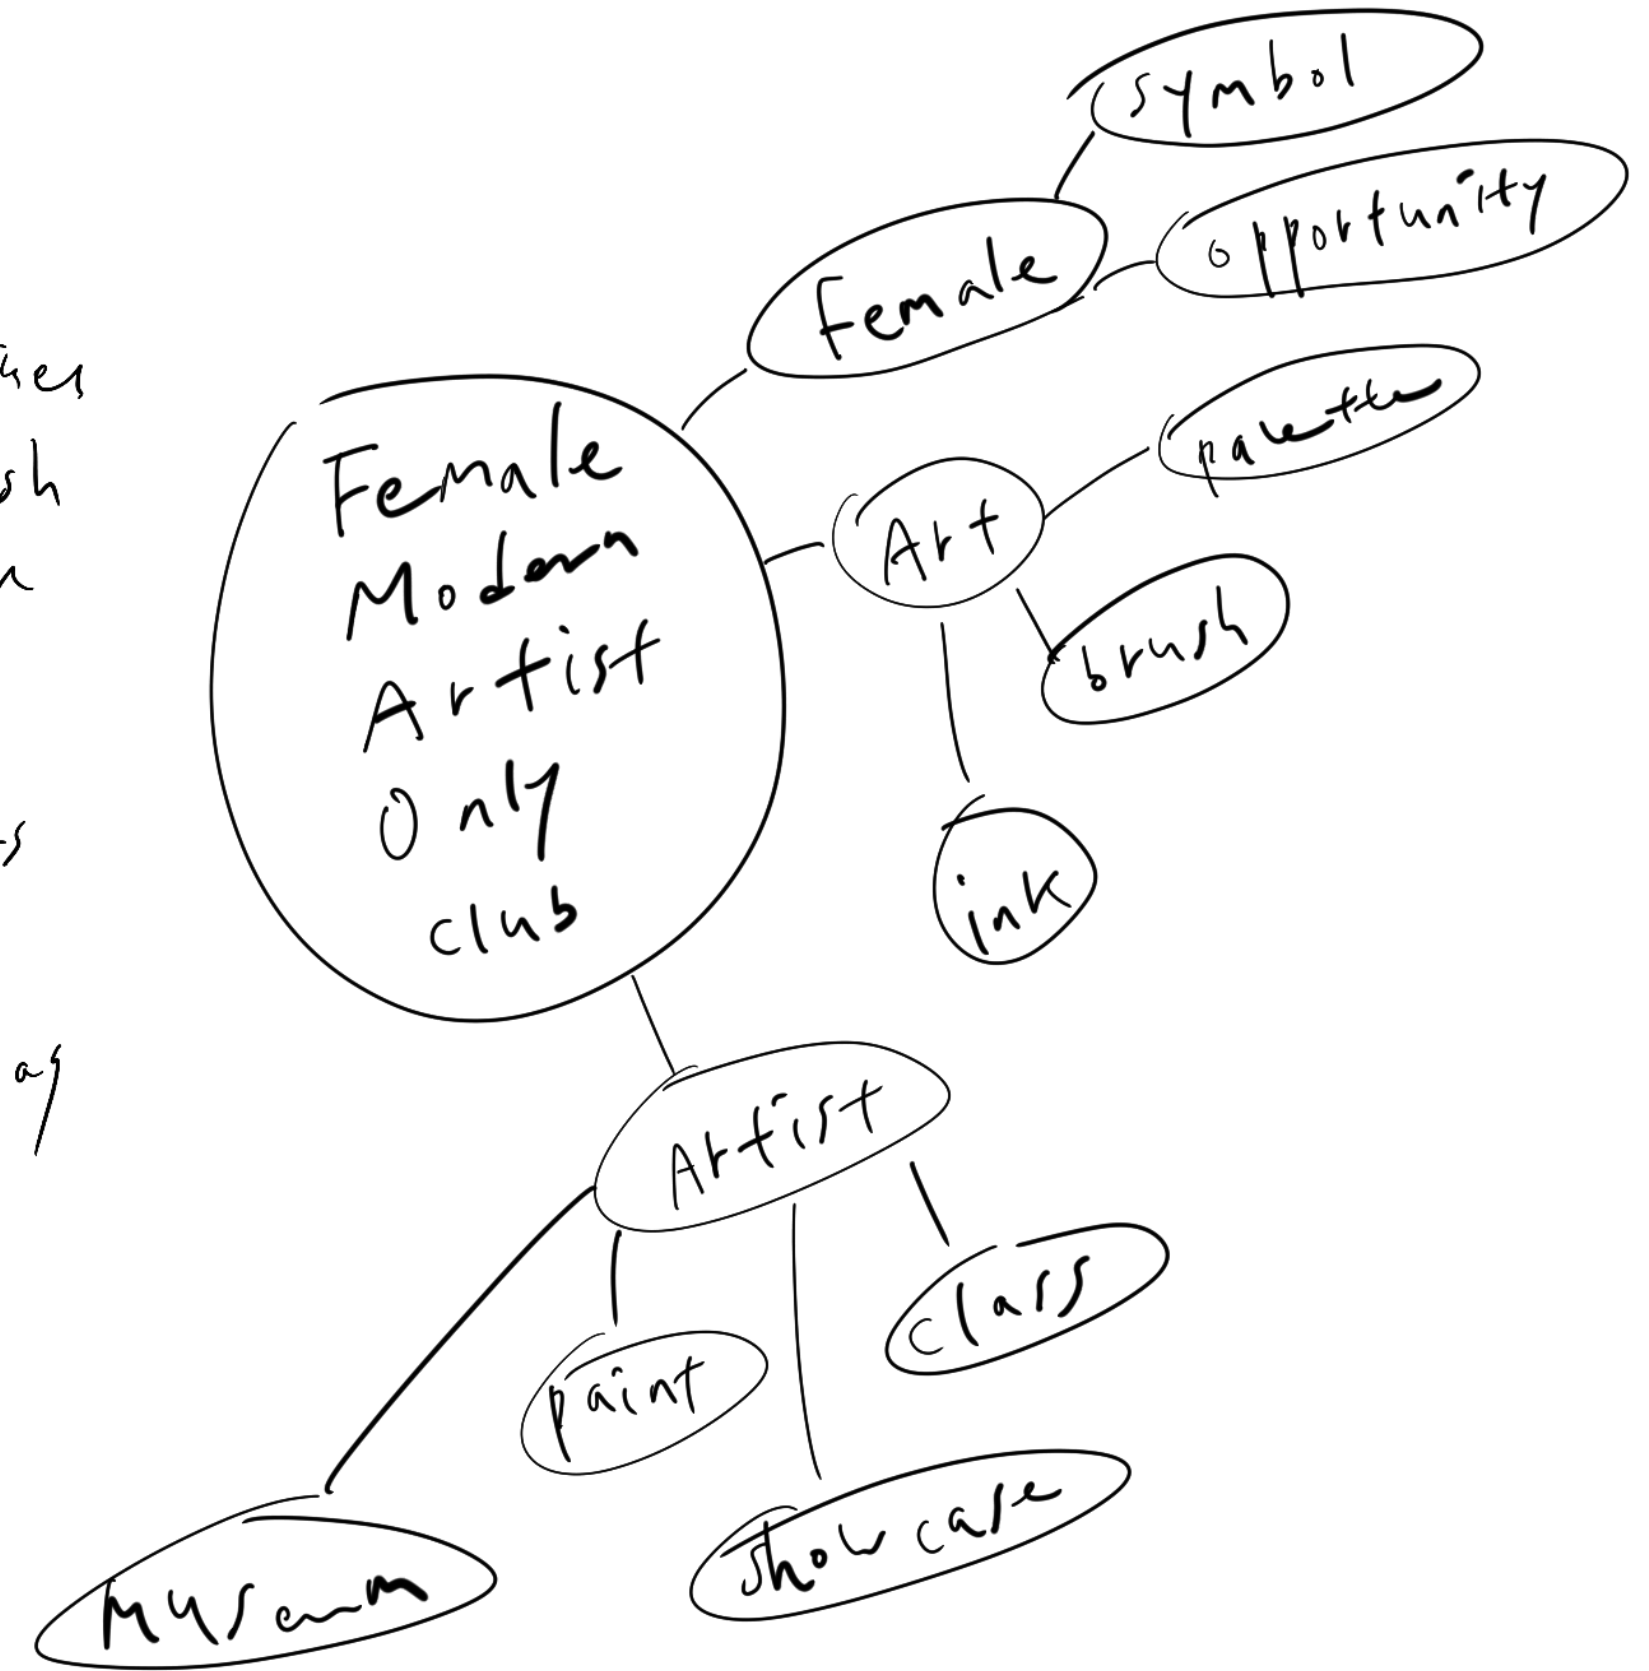 symbol
opportunity
Female
palette
Art
brush
ink
Female
Modern
Artist
Only
club
Artist
class
paint
showcase
Museum